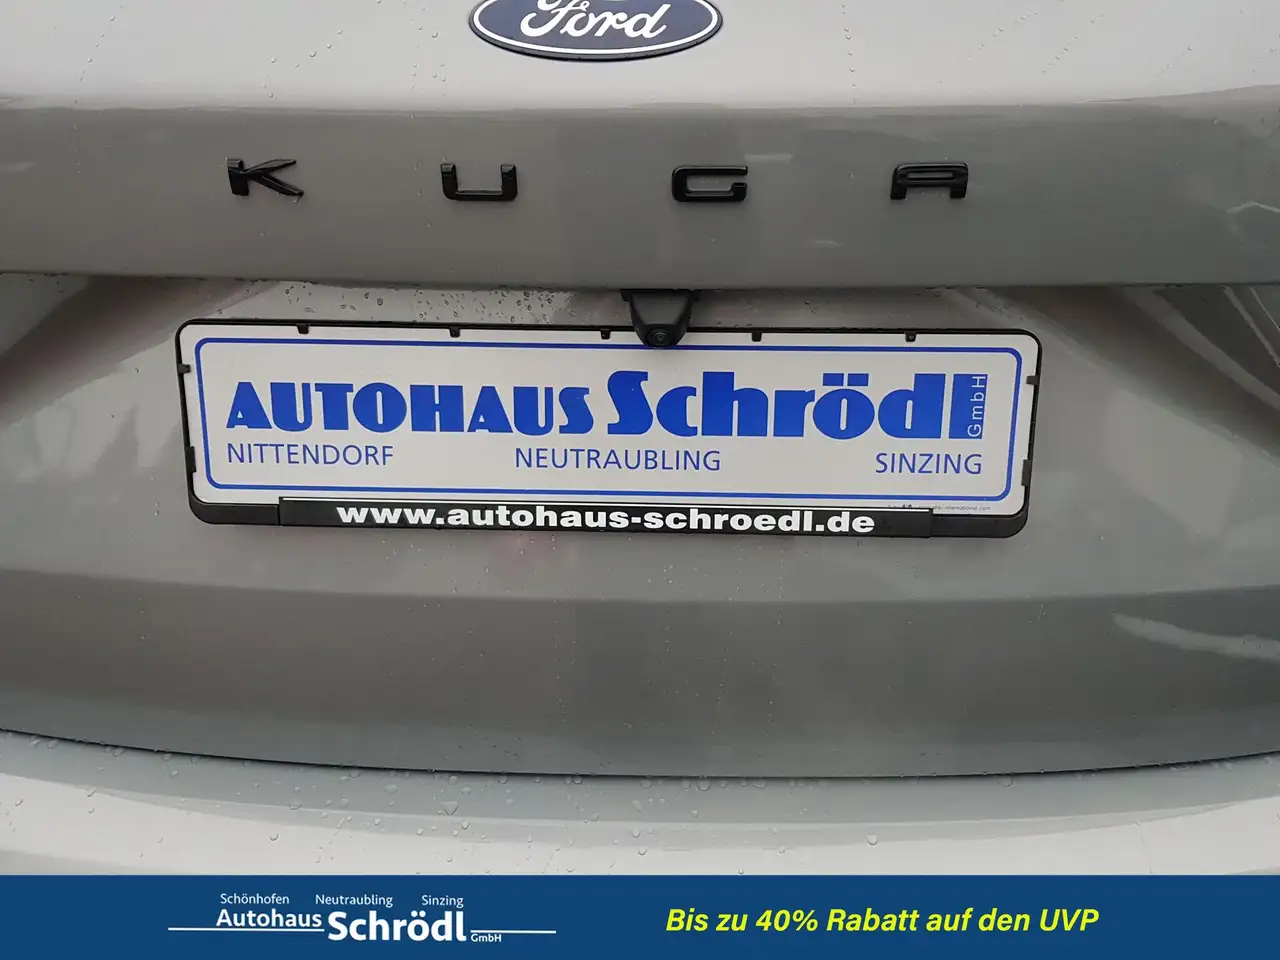 Ford
KUGA
AUTOHAUS Schrödl GmbH
NITTENDORF NEUTRAUBLING SINZING
www.autohaus-schroedl.de
Schönhofen Neutraubling Sinzing
Autohaus Schrödl GmbH
Bis zu 40% Rabatt auf den UVP